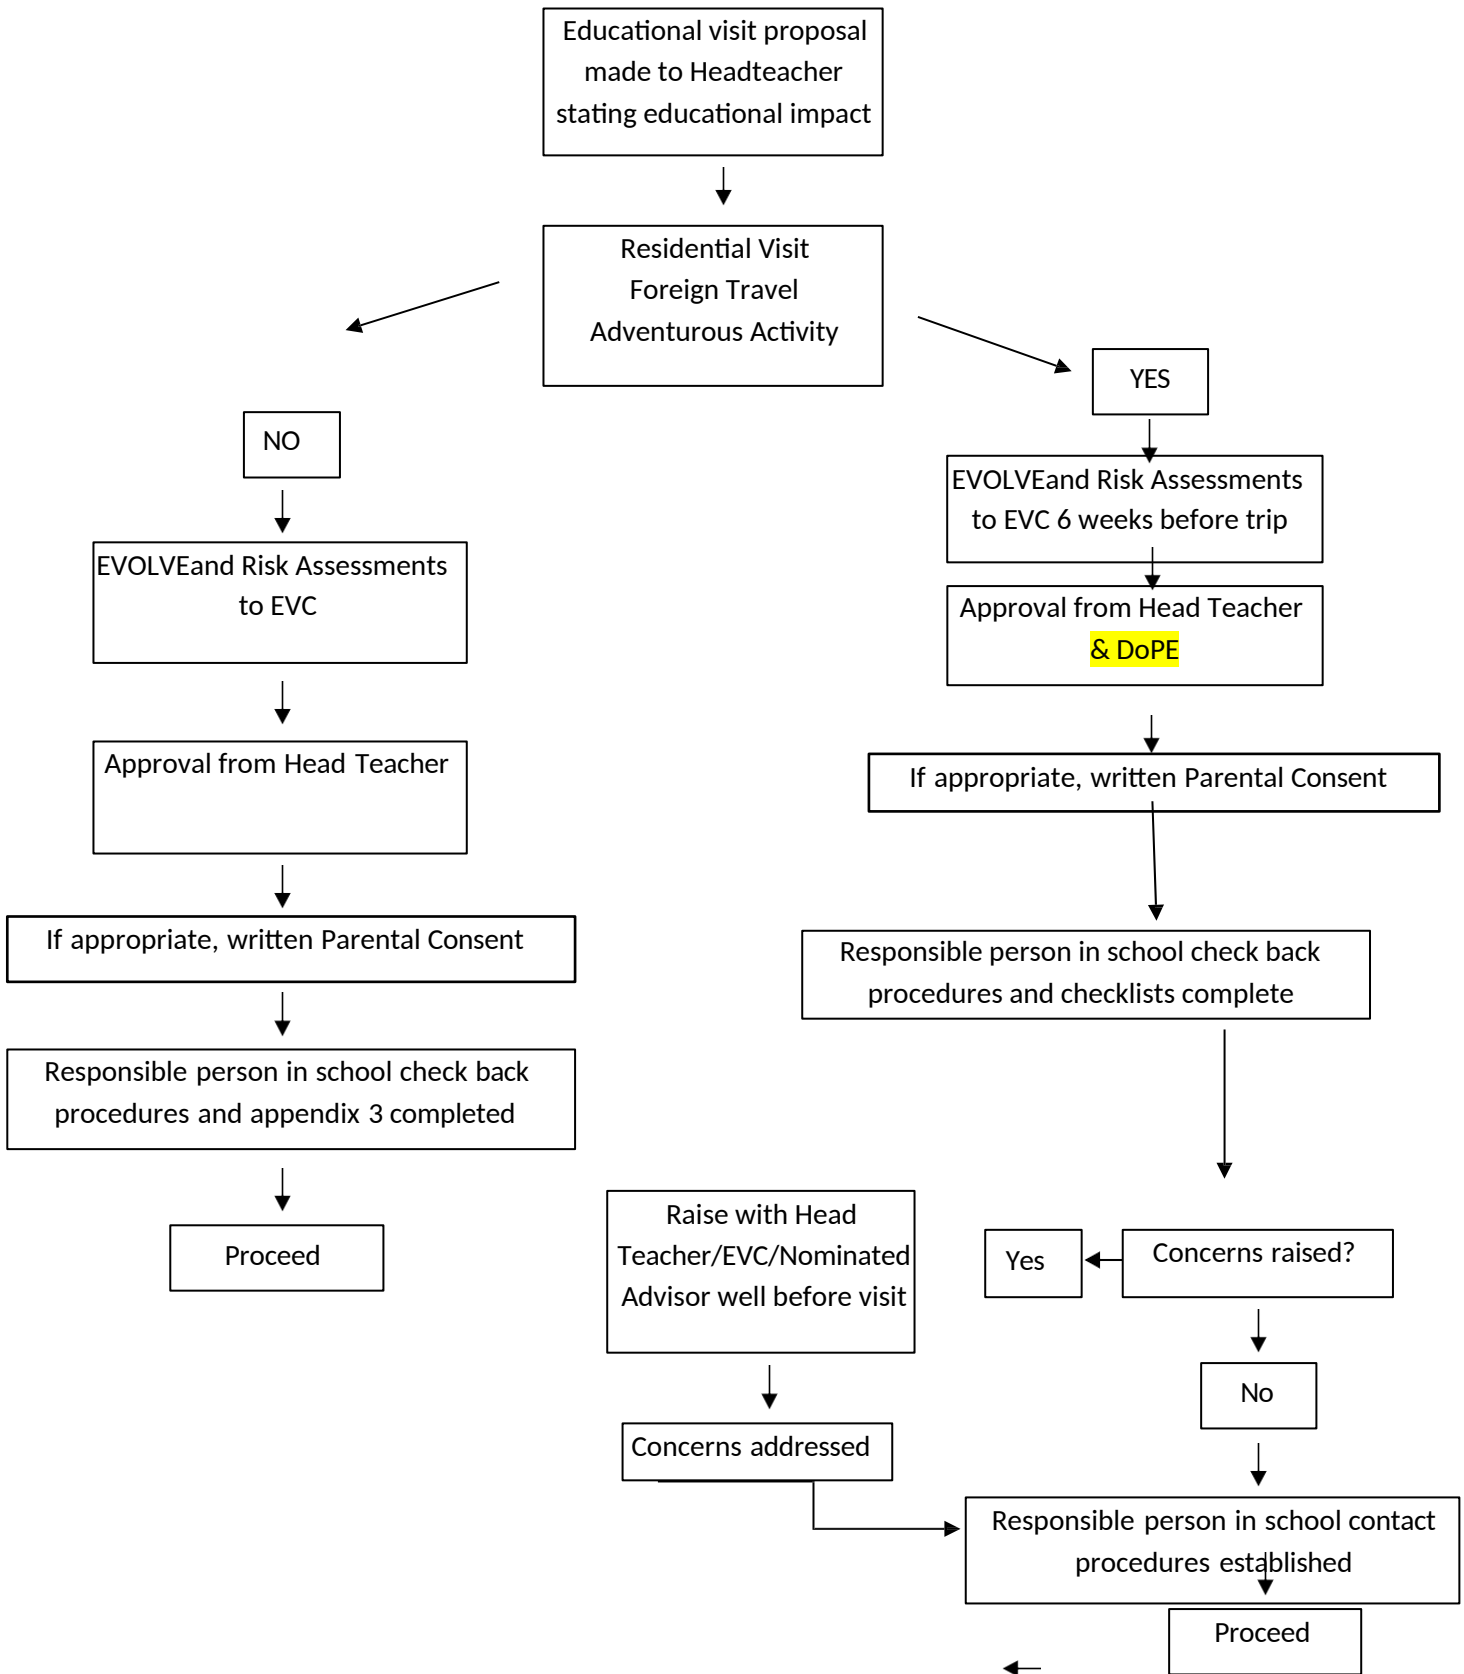 Educational visit proposal
made to Headteacher
stating educational impact
Residential Visit
Foreign Travel
Adventurous Activity
NO
EVOLVEand Risk Assessments
to EVC
Approval from Head Teacher
If appropriate, written Parental Consent
Responsible person in school check back
procedures and appendix 3 completed
Proceed
YES
EVOLVEand Risk Assessments
to EVC 6 weeks before trip
Approval from Head Teacher
& DoPE
If appropriate, written Parental Consent
Responsible person in school check back
procedures and checklists complete
Concerns raised?
Yes
Raise with Head
Teacher/EVC/Nominated
Advisor well before visit
Concerns addressed
No
Responsible person in school contact
procedures established
Proceed